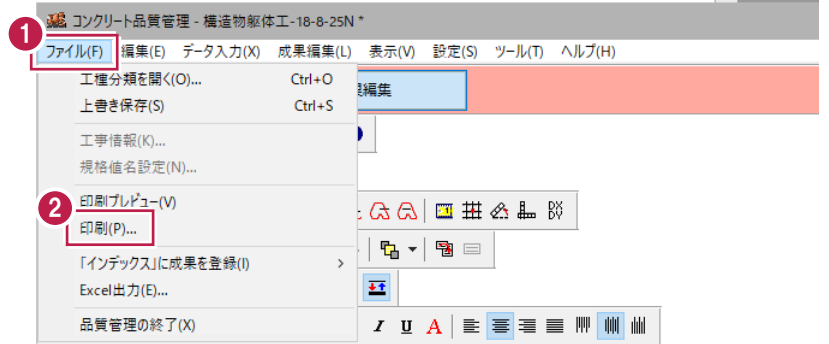 コンクリート品質管理 - 構造物躯体工-18-8-25N *
1
ファイル(F) 編集(E) データ入力(X) 成果編集(L) 表示(V) 設定(S) ツール(T) ヘルプ(H)
工種分類を開く(O)... Ctrl+O
果編集
上書き保存(S) Ctrl+S
工事情報(K)...
規格値名設定(N)...
印刷プレビュー(V)
2
印刷(P)...
「インデックス」に成果を登録(I) >
Excel出力(E)...
品質管理の終了(X)
I U A